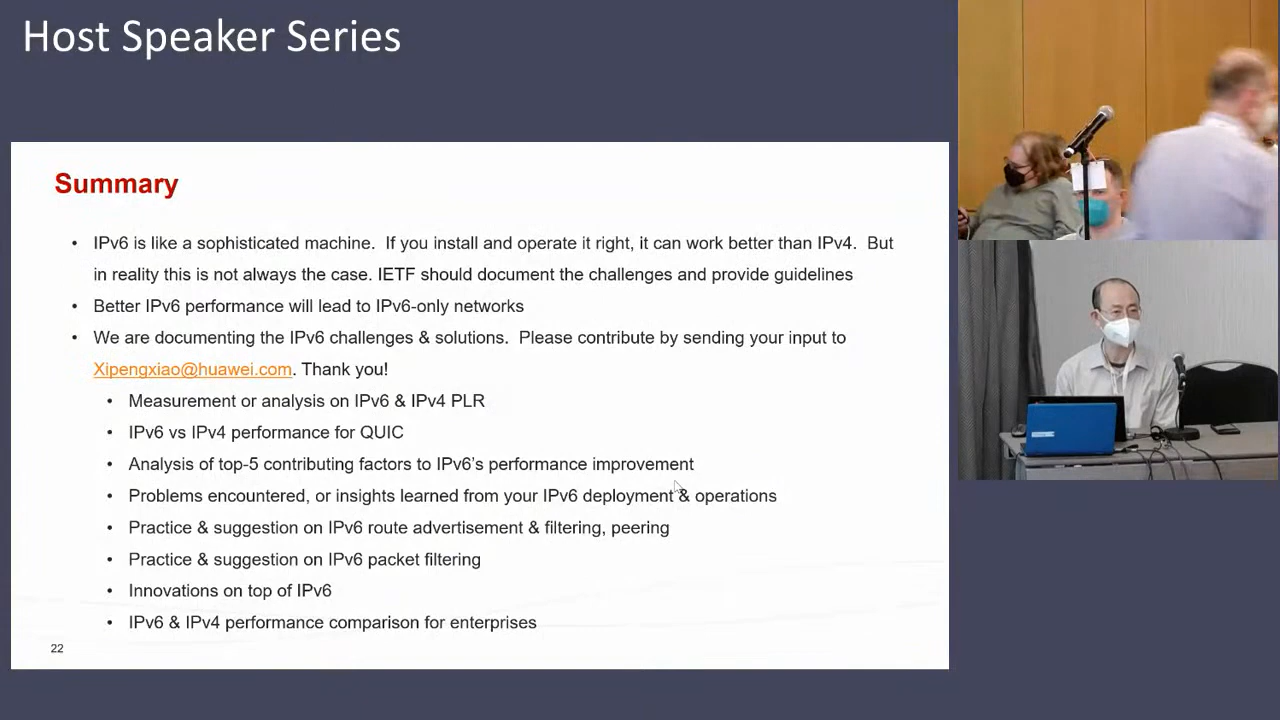 Host Speaker Series
Summary
• IPv6 is like a sophisticated machine.  If you install and operate it right, it can work better than IPv4.  But
in reality this is not always the case. IETF should document the challenges and provide guidelines
• Better IPv6 performance will lead to IPv6-only networks
• We are documenting the IPv6 challenges & solutions.  Please contribute by sending your input to
Xipengxiao@huawei.com. Thank you!
• Measurement or analysis on IPv6 & IPv4 PLR
• IPv6 vs IPv4 performance for QUIC
• Analysis of top-5 contributing factors to IPv6's performance improvement
• Problems encountered, or insights learned from your IPv6 deployment & operations
• Practice & suggestion on IPv6 route advertisement & filtering, peering
• Practice & suggestion on IPv6 packet filtering
• Innovations on top of IPv6
• IPv6 & IPv4 performance comparison for enterprises
22